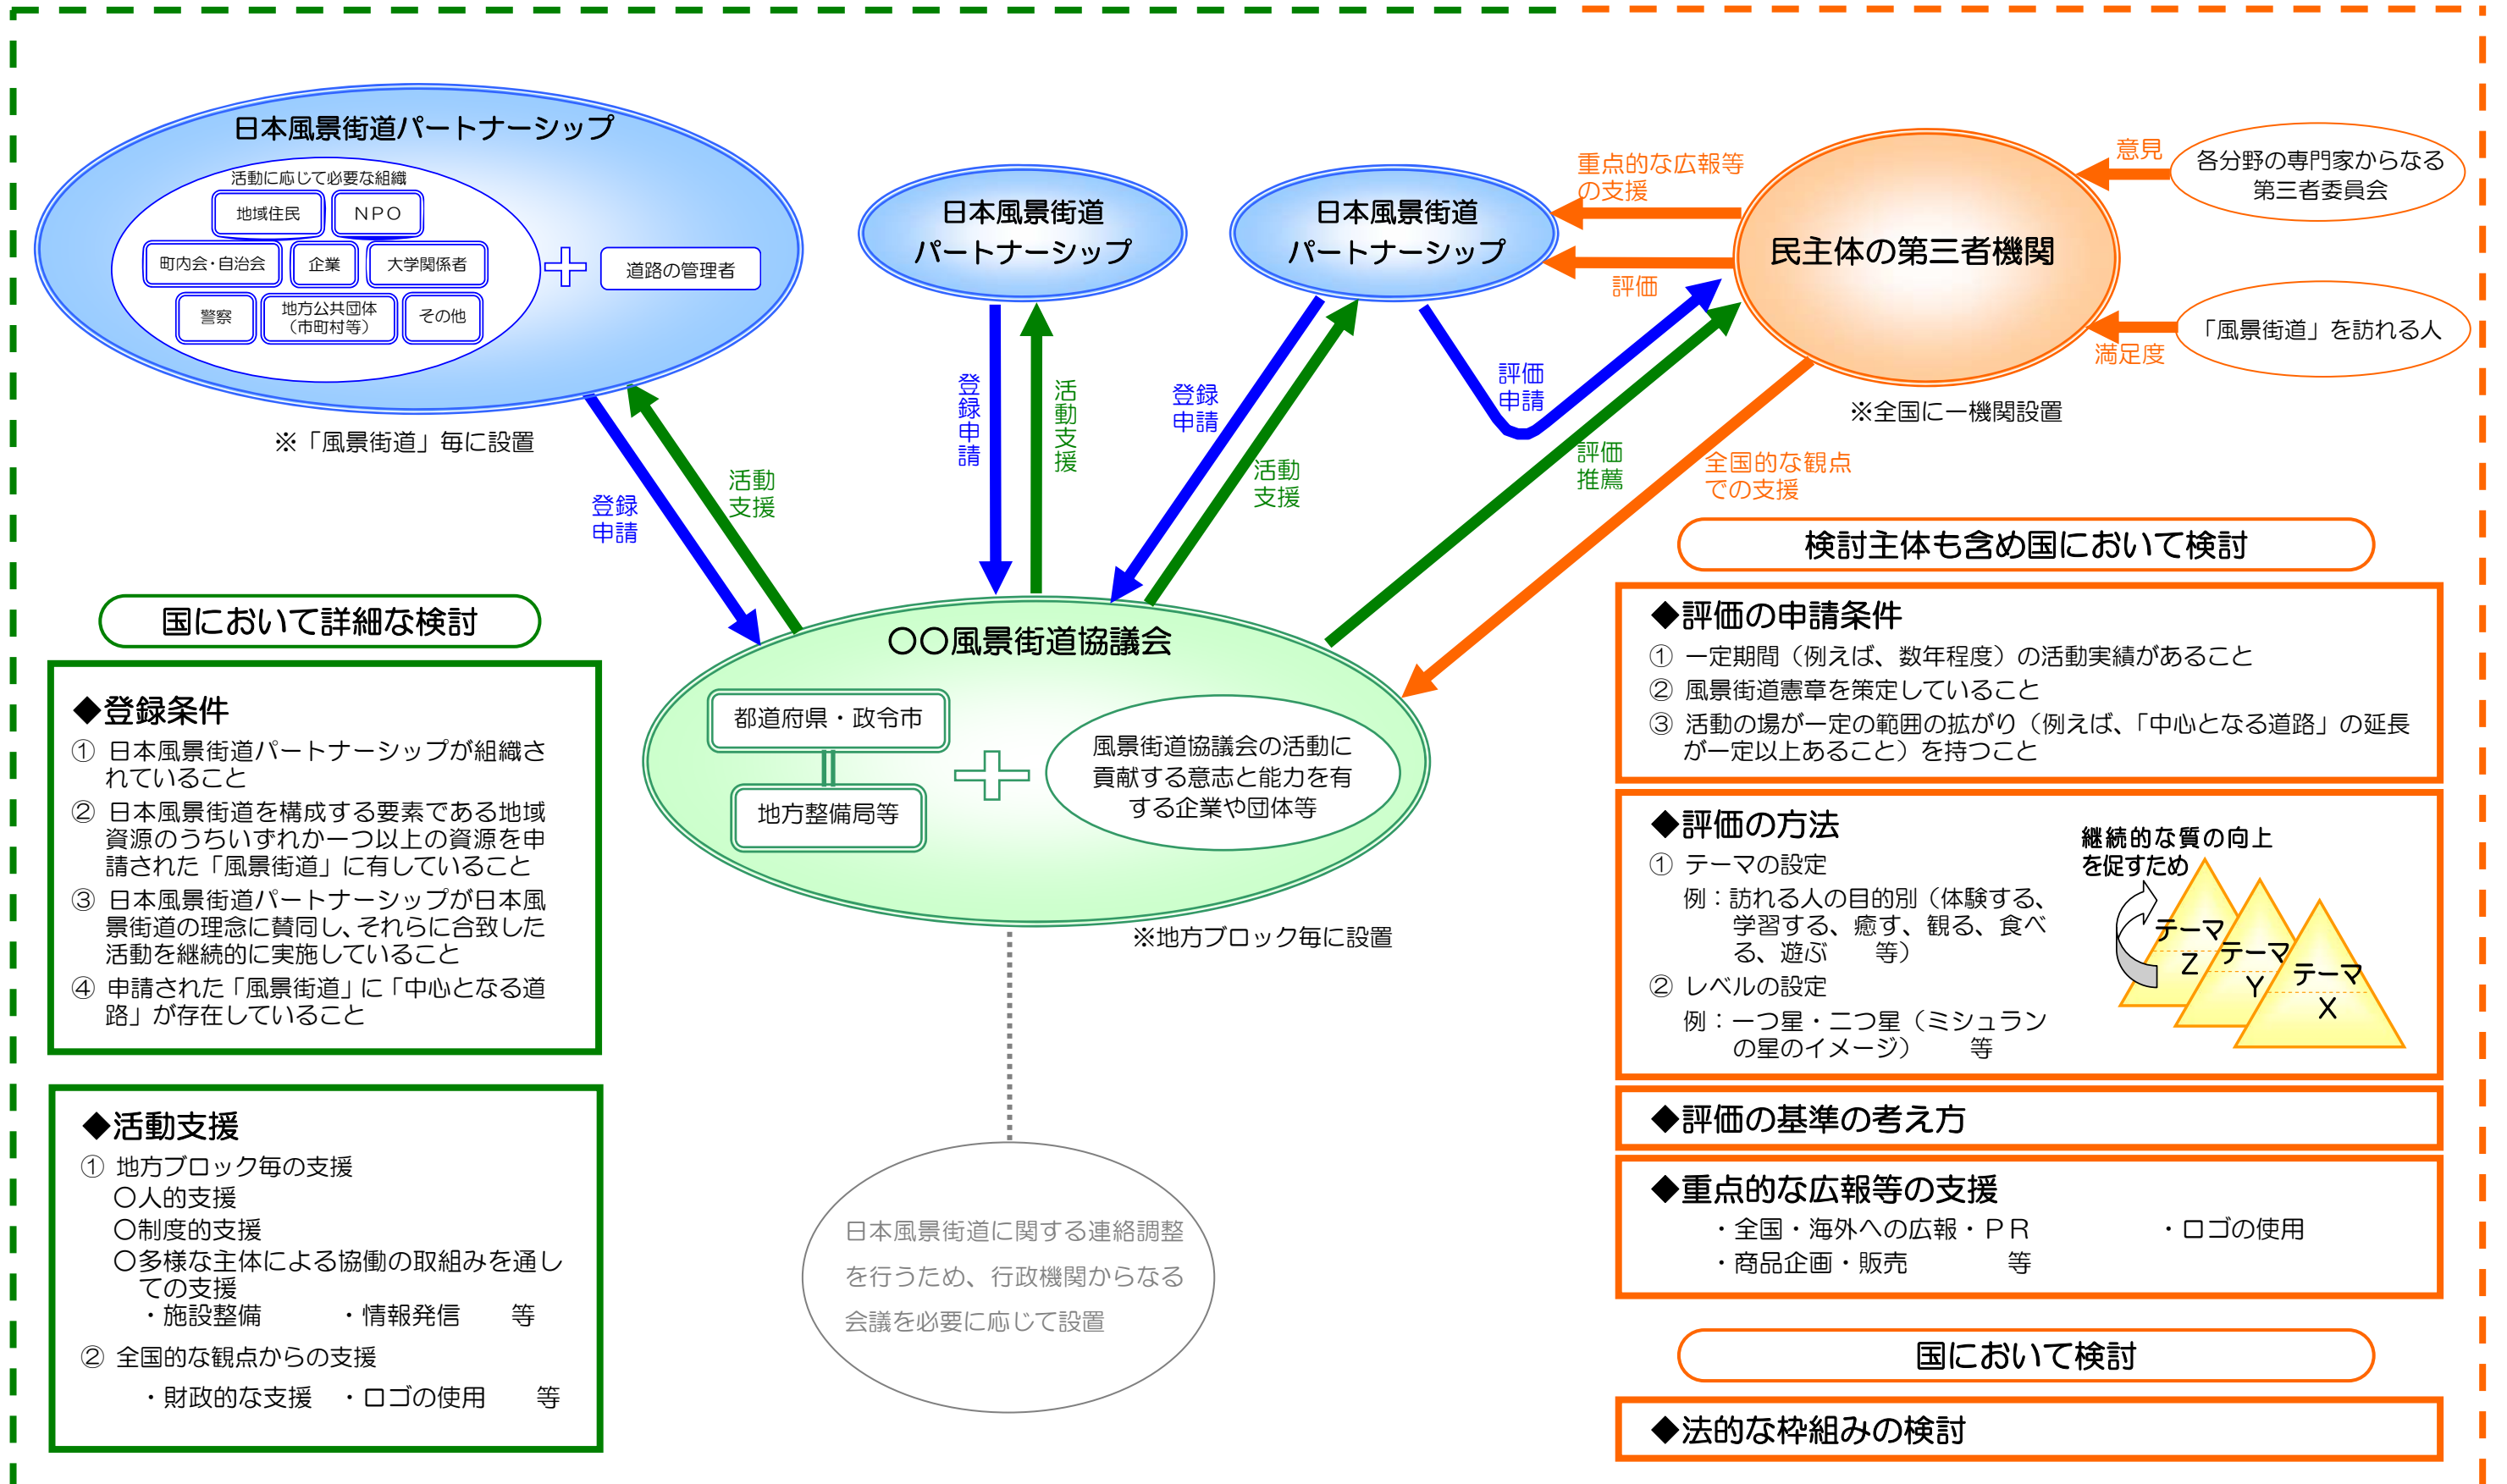 日本風景街道パートナーシップ
活動に応じて必要な組織
地域住民
ＮＰＯ
町内会・自治会
企業
大学関係者
警察
地方公共団体
（市町村等）
その他
道路の管理者
※「風景街道」毎に設置
日本風景街道
パートナーシップ
日本風景街道
パートナーシップ
重点的な広報等
の支援
評価
民主体の第三者機関
意見
各分野の専門家からなる
第三者委員会
「風景街道」を訪れる人
満足度
※全国に一機関設置
登録
申請
活動
支援
登録申請
活動支援
登録
申請
活動
支援
評価
申請
評価
推薦
全国的な観点
での支援
国において詳細な検討
◆登録条件
① 日本風景街道パートナーシップが組織さ
れていること
② 日本風景街道を構成する要素である地域
資源のうちいずれか一つ以上の資源を申
請された「風景街道」に有していること
③ 日本風景街道パートナーシップが日本風
景街道の理念に賛同し、それらに合致した
活動を継続的に実施していること
④ 申請された「風景街道」に「中心となる道
路」が存在していること
◆活動支援
① 地方ブロック毎の支援
〇人的支援
〇制度的支援
〇多様な主体による協働の取組みを通し
ての支援
・施設整備　　　・情報発信　　等
② 全国的な観点からの支援
・財政的な支援　・ロゴの使用　　等
〇〇風景街道協議会
都道府県・政令市
地方整備局等
風景街道協議会の活動に
貢献する意志と能力を有
する企業や団体等
※地方ブロック毎に設置
日本風景街道に関する連絡調整
を行うため、行政機関からなる
会議を必要に応じて設置
検討主体も含め国において検討
◆評価の申請条件
① 一定期間（例えば、数年程度）の活動実績があること
② 風景街道憲章を策定していること
③ 活動の場が一定の範囲の拡がり（例えば、「中心となる道路」の延長
が一定以上あること）を持つこと
◆評価の方法
① テーマの設定
例：訪れる人の目的別（体験する、
学習する、癒す、観る、食べ
る、遊ぶ　　等）
② レベルの設定
例：一つ星・二つ星（ミシュラン
の星のイメージ）　　等
継続的な質の向上
を促すため
テーマ
Z
テーマ
Y
テーマ
X
◆評価の基準の考え方
◆重点的な広報等の支援
・全国・海外への広報・ＰＲ　　　　　・ロゴの使用
・商品企画・販売　　　　等
国において検討
◆法的な枠組みの検討